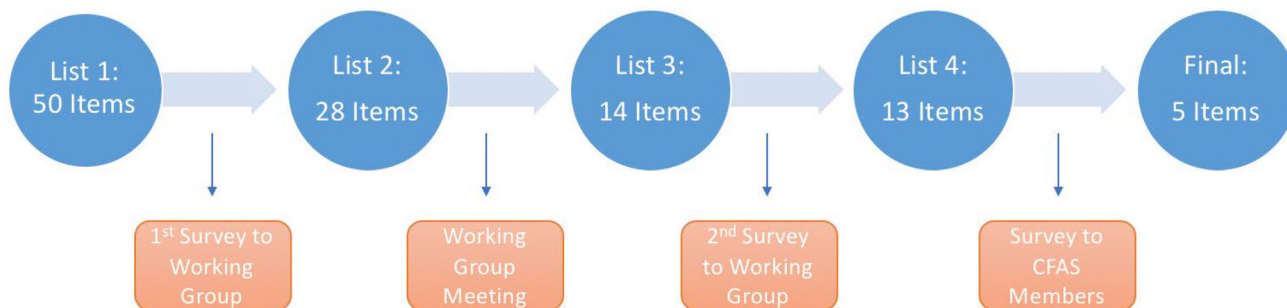 List 1:
50 Items
List 2:
28 Items
List 3:
14 Items
List 4:
13 Items
Final:
5 Items
1st Survey to
Working
Group
Working
Group
Meeting
2nd Survey
to Working
Group
Survey to
CFAS
Members